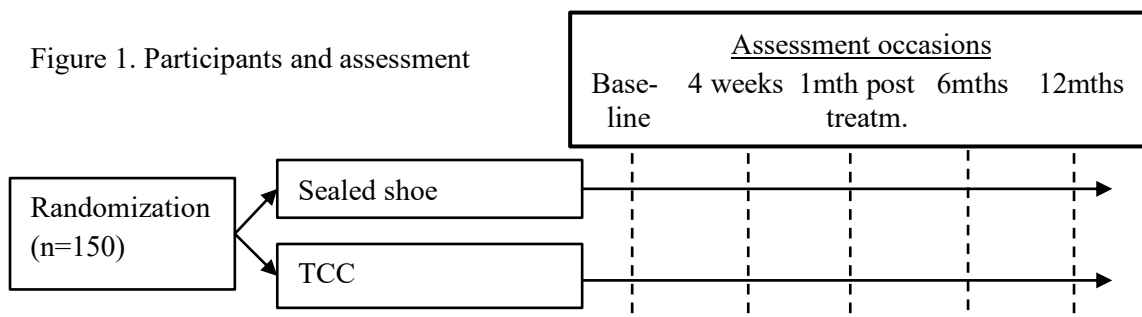 Figure 1. Participants and assessment
Assessment occasions
Base- 4 weeks 1mth post 6mths 12mths
line treatm.
Sealed shoe
Randomization
(n=150)
TCC